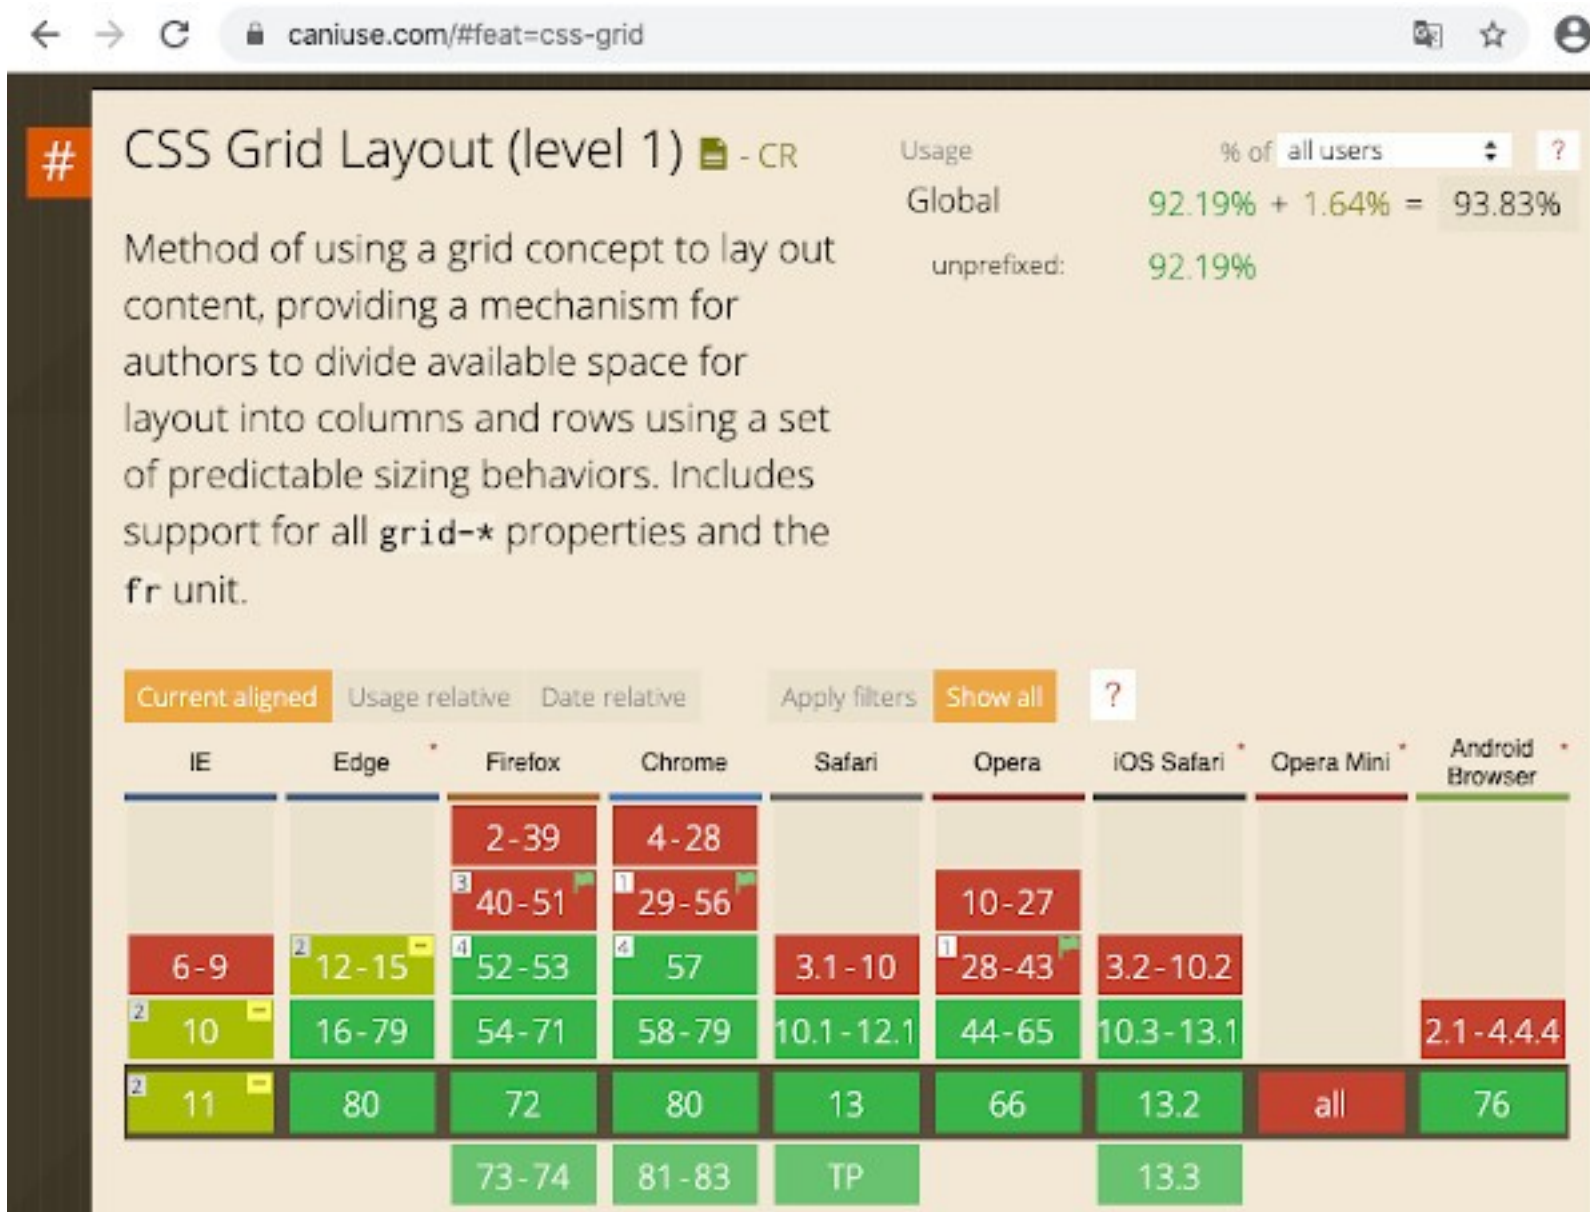 caniuse.com/#feat=css-grid
#
CSS Grid Layout (level 1) - CR
Usage % of all users ?
Global 92.19% + 1.64% = 93.83%
unprefixed: 92.19%
Method of using a grid concept to lay out
content, providing a mechanism for
authors to divide available space for
layout into columns and rows using a set
of predictable sizing behaviors. Includes
support for all grid-* properties and the
fr unit.
Current aligned Usage relative Date relative Apply filters Show all ?
IE Edge * Firefox Chrome Safari Opera iOS Safari * Opera Mini * Android Browser *
2-39 4-28
3 40-51 1 29-56 10-27
6-9 2 12-15 4 52-53 4 57 3.1-10 1 28-43 3.2-10.2
2 10 16-79 54-71 58-79 10.1-12.1 44-65 10.3-13.1 2.1-4.4.4
2 11 80 72 80 13 66 13.2 all 76
73-74 81-83 TP 13.3